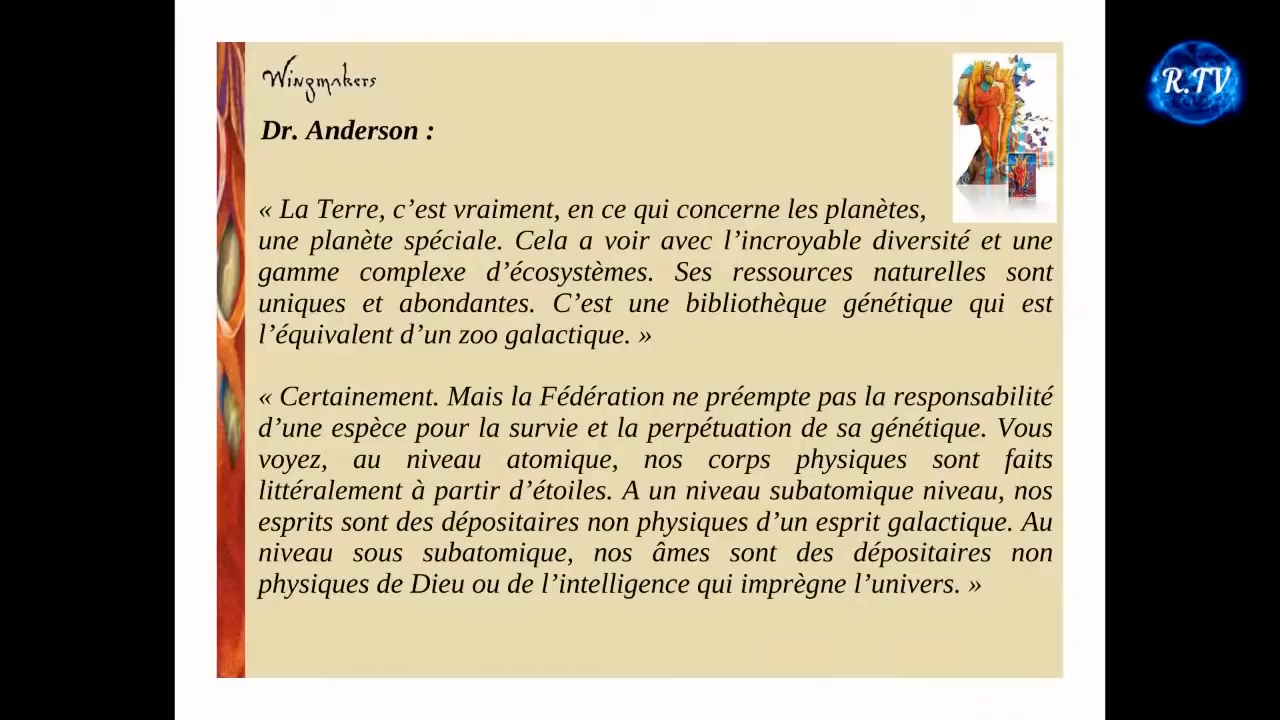 Wingmakers
R.TV
Dr. Anderson :
« La Terre, c’est vraiment, en ce qui concerne les planètes,
une planète spéciale. Cela a voir avec l’incroyable diversité et une
gamme complexe d’écosystèmes. Ses ressources naturelles sont
uniques et abondantes. C’est une bibliothèque génétique qui est
l’équivalent d’un zoo galactique. »
« Certainement. Mais la Fédération ne préempte pas la responsabilité
d’une espèce pour la survie et la perpétuation de sa génétique. Vous
voyez, au niveau atomique, nos corps physiques sont faits
littéralement à partir d’étoiles. A un niveau subatomique niveau, nos
esprits sont des dépositaires non physiques d’un esprit galactique. Au
niveau sous subatomique, nos âmes sont des dépositaires non
physiques de Dieu ou de l’intelligence qui imprègne l’univers. »